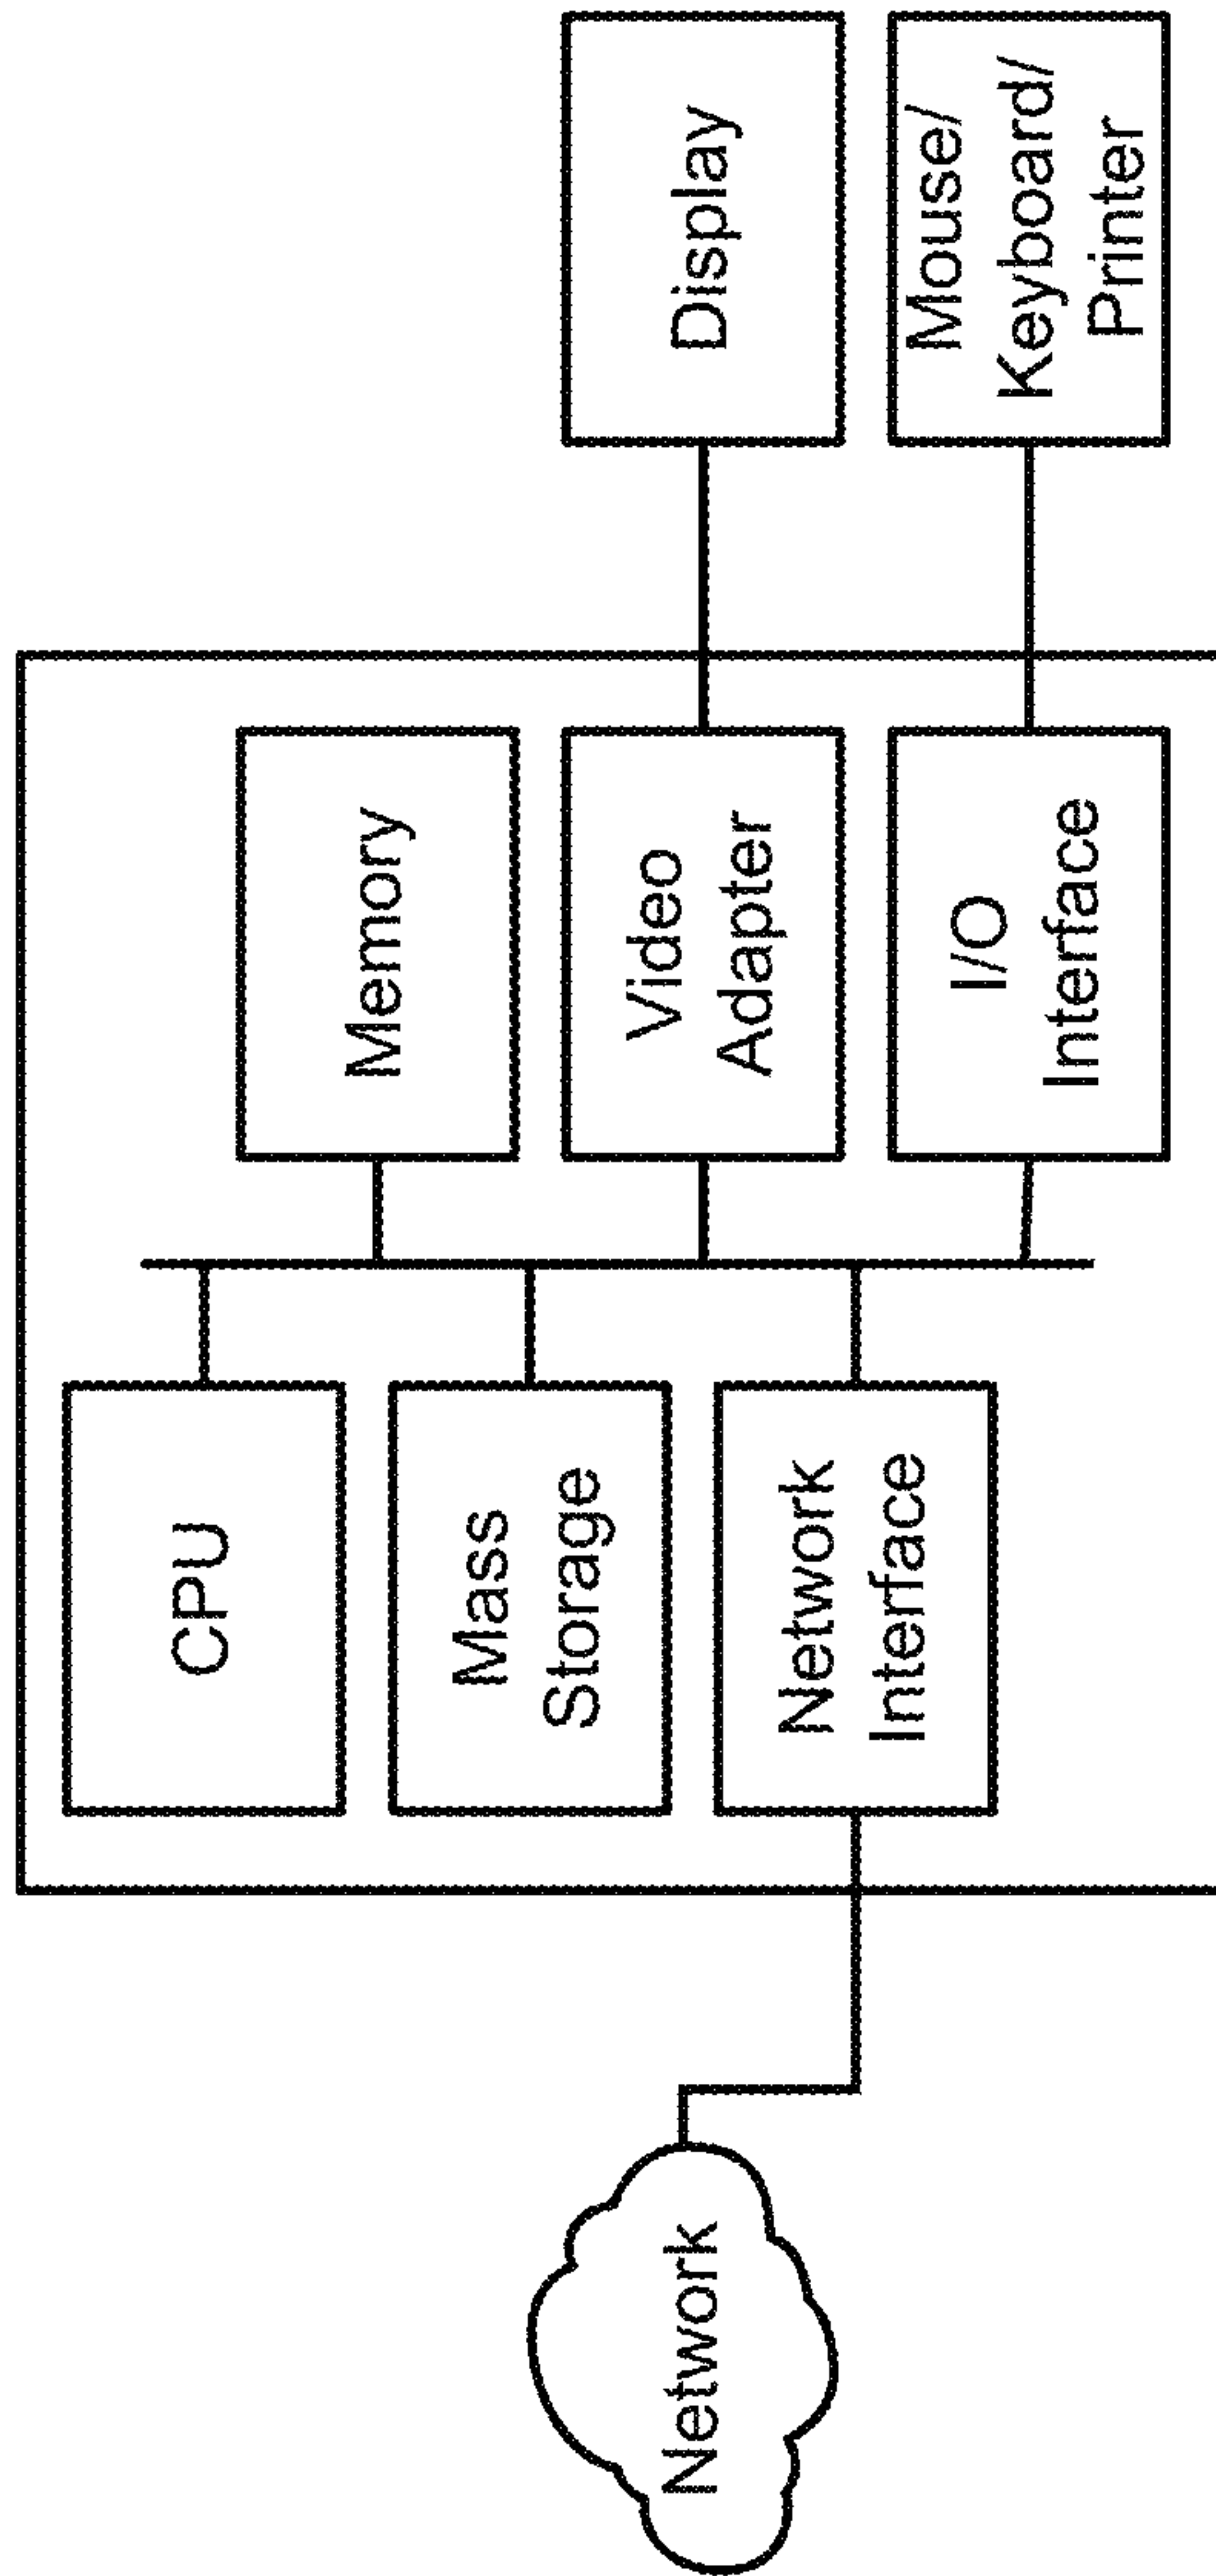 CPU
Memory
Mass
Storage
Video
Adapter
Display
Network
Network
Interface
I/O
Interface
Mouse/
Keyboard/
Printer